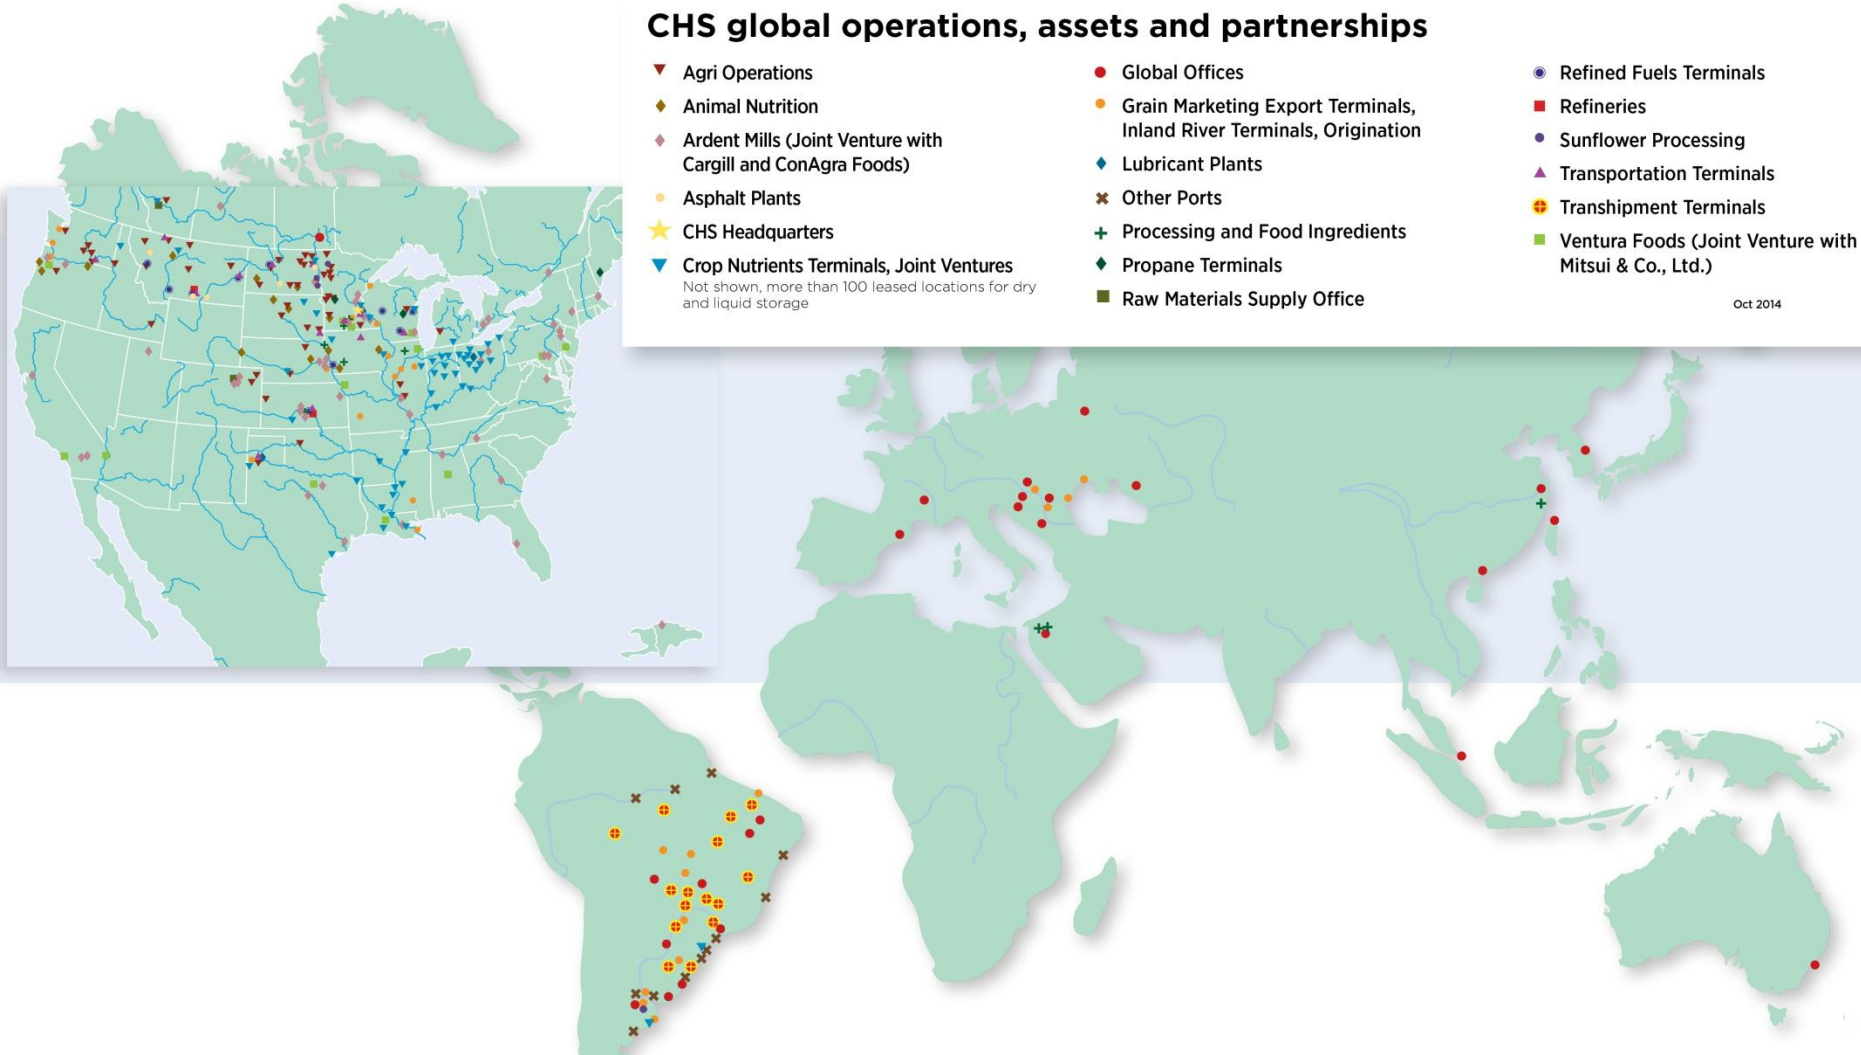 CHS global operations, assets and partnerships
Agri Operations
Animal Nutrition
Ardent Mills (Joint Venture with
Cargill and ConAgra Foods)
Asphalt Plants
CHS Headquarters
Crop Nutrients Terminals, Joint Ventures
Not shown, more than 100 leased locations for dry
and liquid storage
Global Offices
Grain Marketing Export Terminals,
Inland River Terminals, Origination
Lubricant Plants
Other Ports
Processing and Food Ingredients
Propane Terminals
Raw Materials Supply Office
Refined Fuels Terminals
Refineries
Sunflower Processing
Transportation Terminals
Transhipment Terminals
Ventura Foods (Joint Venture with
Mitsui & Co., Ltd.)
Oct 2014